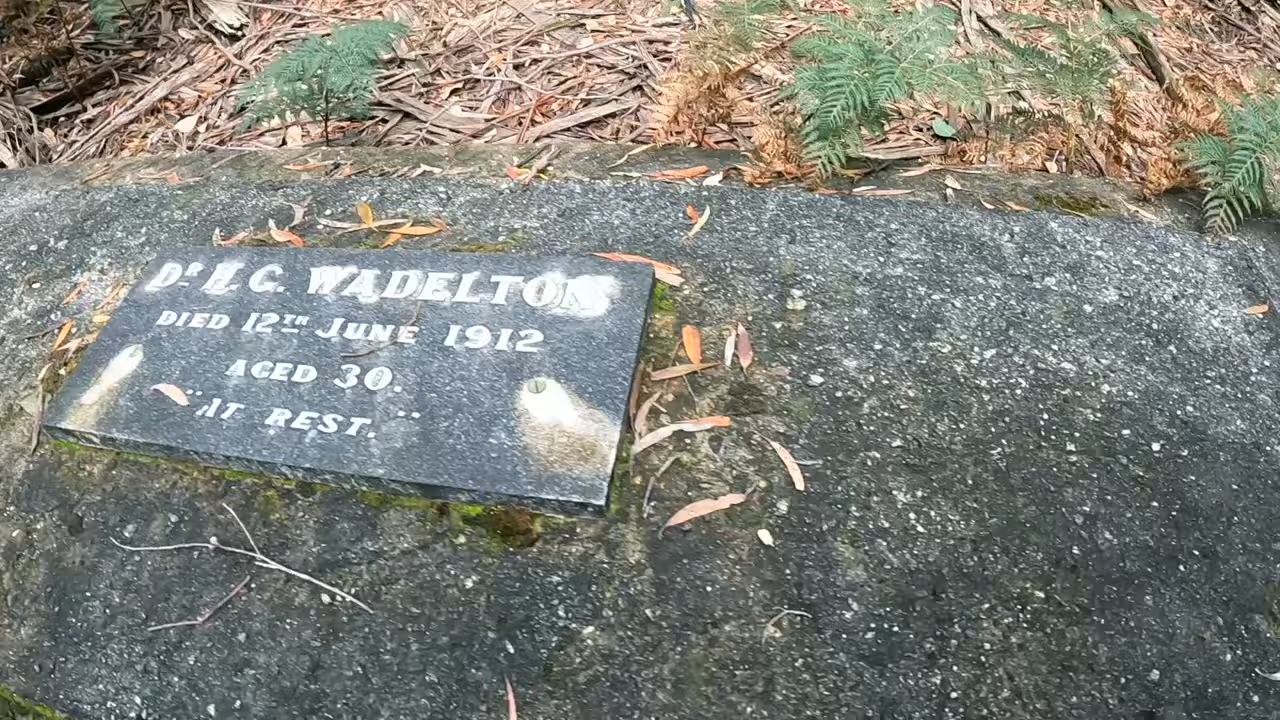 Dr H.G. WADELTON
DIED 12TH JUNE 1912
AGED 30.
"AT REST."